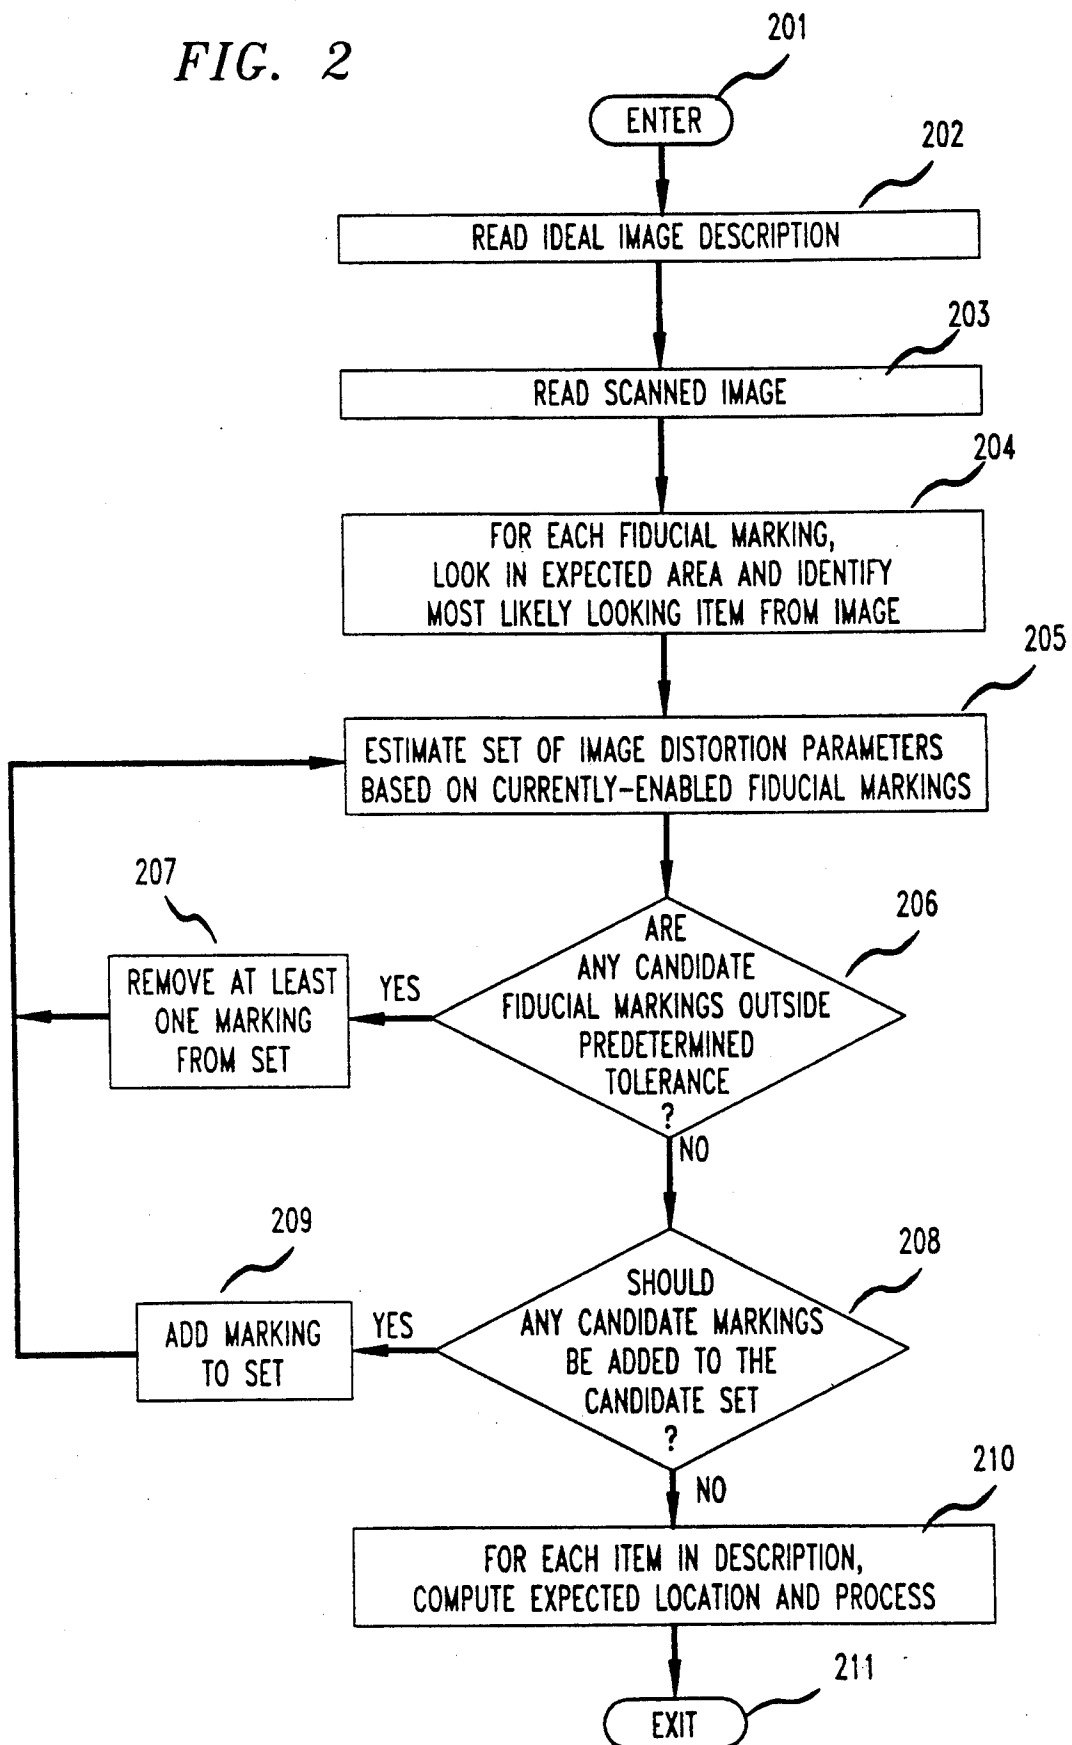 FIG. 2
201
ENTER
202
READ IDEAL IMAGE DESCRIPTION
203
READ SCANNED IMAGE
204
FOR EACH FIDUCIAL MARKING,
LOOK IN EXPECTED AREA AND IDENTIFY
MOST LIKELY LOOKING ITEM FROM IMAGE
205
ESTIMATE SET OF IMAGE DISTORTION PARAMETERS
BASED ON CURRENTLY-ENABLED FIDUCIAL MARKINGS
206
ARE
ANY CANDIDATE
FIDUCIAL MARKINGS OUTSIDE
PREDETERMINED
TOLERANCE
?
YES
207
REMOVE AT LEAST
ONE MARKING
FROM SET
NO
208
SHOULD
ANY CANDIDATE MARKINGS
BE ADDED TO THE
CANDIDATE SET
?
YES
209
ADD MARKING
TO SET
NO
210
FOR EACH ITEM IN DESCRIPTION,
COMPUTE EXPECTED LOCATION AND PROCESS
211
EXIT